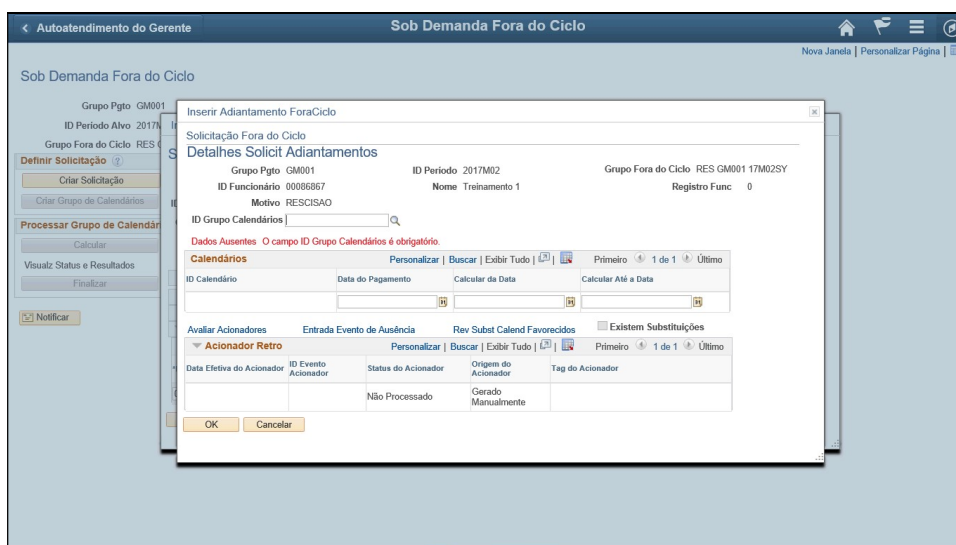 Autoatendimento do Gerente
Sob Demanda Fora do Ciclo
Nova Janela | Personalizar Página |
Sob Demanda Fora do Ciclo
Grupo Pgto GM001
ID Período Alvo 2017M
Grupo Fora do Ciclo RES
Definir Solicitação
Criar Solicitação
Criar Grupo de Calendários
Processar Grupo de Calendár
Calcular
Visualz Status e Resultados
Finalizar
Notificar
Inserir Adiantamento ForaCiclo
Solicitação Fora do Ciclo
Detalhes Solicit Adiantamentos
Grupo Pgto GM001 ID Período 2017M02 Grupo Fora do Ciclo RES GM001 17M02SY
ID Funcionário 00086867 Nome Treinamento 1 Registro Func 0
Motivo RESCISAO
ID Grupo Calendários
Dados Ausentes O campo ID Grupo Calendários é obrigatório.
Calendários Personalizar | Buscar | Exibir Tudo | | Primeiro 1 de 1 Último
ID Calendário Data do Pagamento Calcular da Data Calcular Até a Data
Avaliar Acionadores Entrada Evento de Ausência Rev Subst Calend Favorecidos Existem Substituições
Acionador Retro Personalizar | Buscar | Exibir Tudo | | Primeiro 1 de 1 Último
Data Efetiva do Acionador ID Evento Acionador Status do Acionador Origem do Acionador Tag do Acionador
Não Processado Gerado Manualmente
OK Cancelar